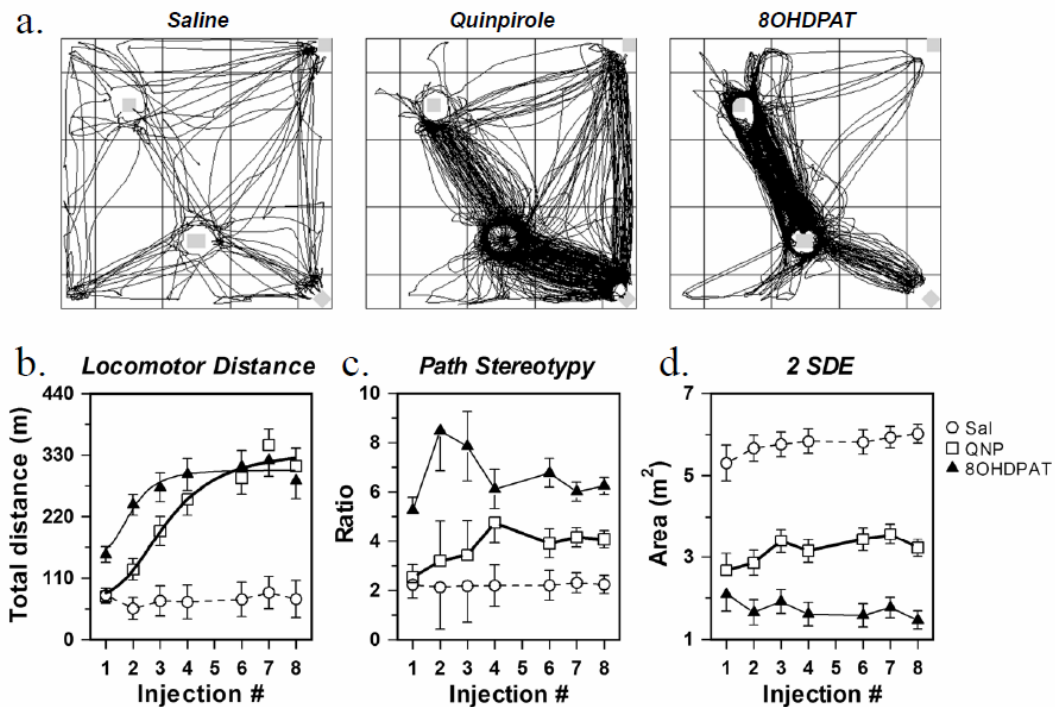 a.
Saline
Quinpirole
8OHDPAT
b.
Locomotor Distance
Total distance (m)
440
330
220
110
0
1 2 3 4 5 6 7 8
Injection #
c.
Path Stereotypy
Ratio
10
8
6
4
2
0
1 2 3 4 5 6 7 8
Injection #
d.
2 SDE
Area (m²)
7
5
3
1
1 2 3 4 5 6 7 8
Injection #
Sal
QNP
8OHDPAT